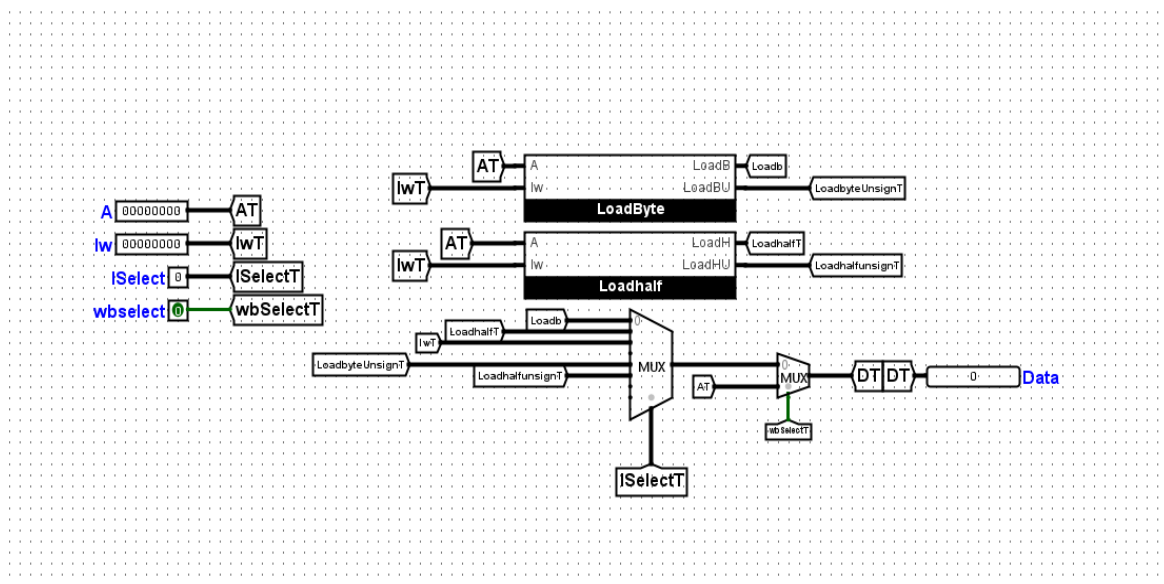 AT
A
LoadB
Loadb
lwT
lw
LoadBU
LoadbyteUnsignT
LoadByte
A
00000000
AT
lw
00000000
lwT
lSelect
0
lSelectT
wbselect
0
wbSelectT
AT
A
LoadH
LoadhalfT
lwT
lw
LoadHU
LoadhalfunsignT
Loadhalf
Loadb
0
LoadhalfT
lwT
LoadbyteUnsignT
LoadhalfunsignT
MUX
0
AT
MUX
DT
DT
0
Data
wbSelectT
lSelectT